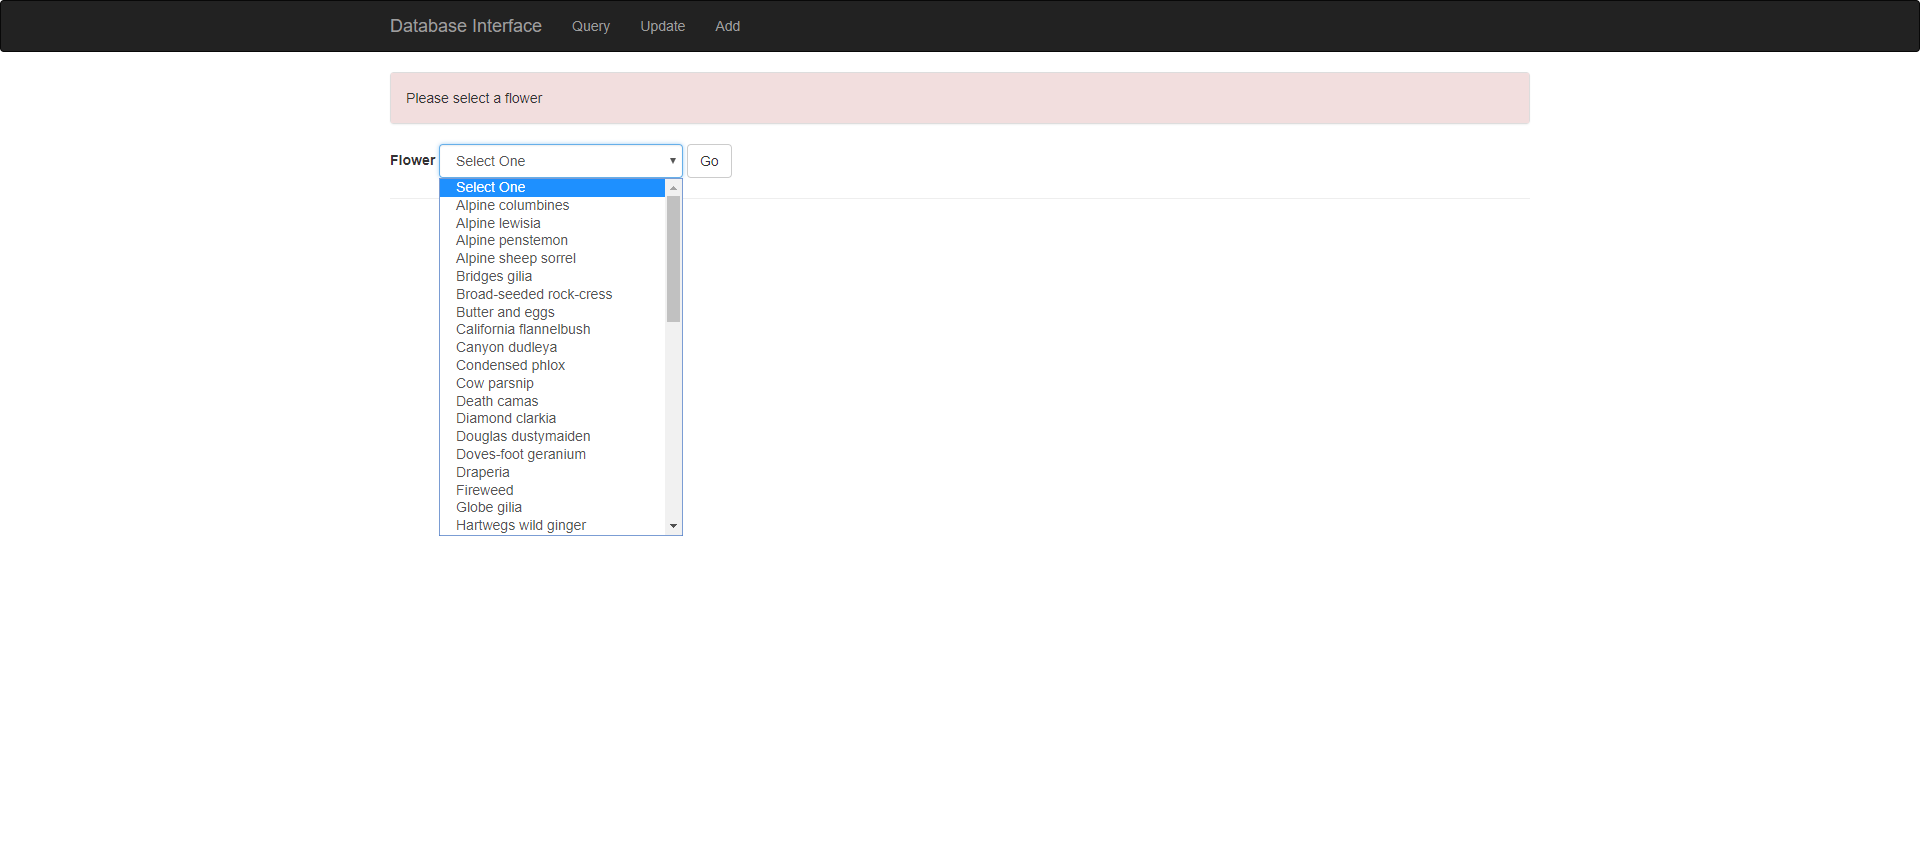 Database Interface Query Update Add
Please select a flower
Flower Select One Go
Select One
Alpine columbines
Alpine lewisia
Alpine penstemon
Alpine sheep sorrel
Bridges gilia
Broad-seeded rock-cress
Butter and eggs
California flannelbush
Canyon dudleya
Condensed phlox
Cow parsnip
Death camas
Diamond clarkia
Douglas dustymaiden
Doves-foot geranium
Draperia
Fireweed
Globe gilia
Hartwegs wild ginger